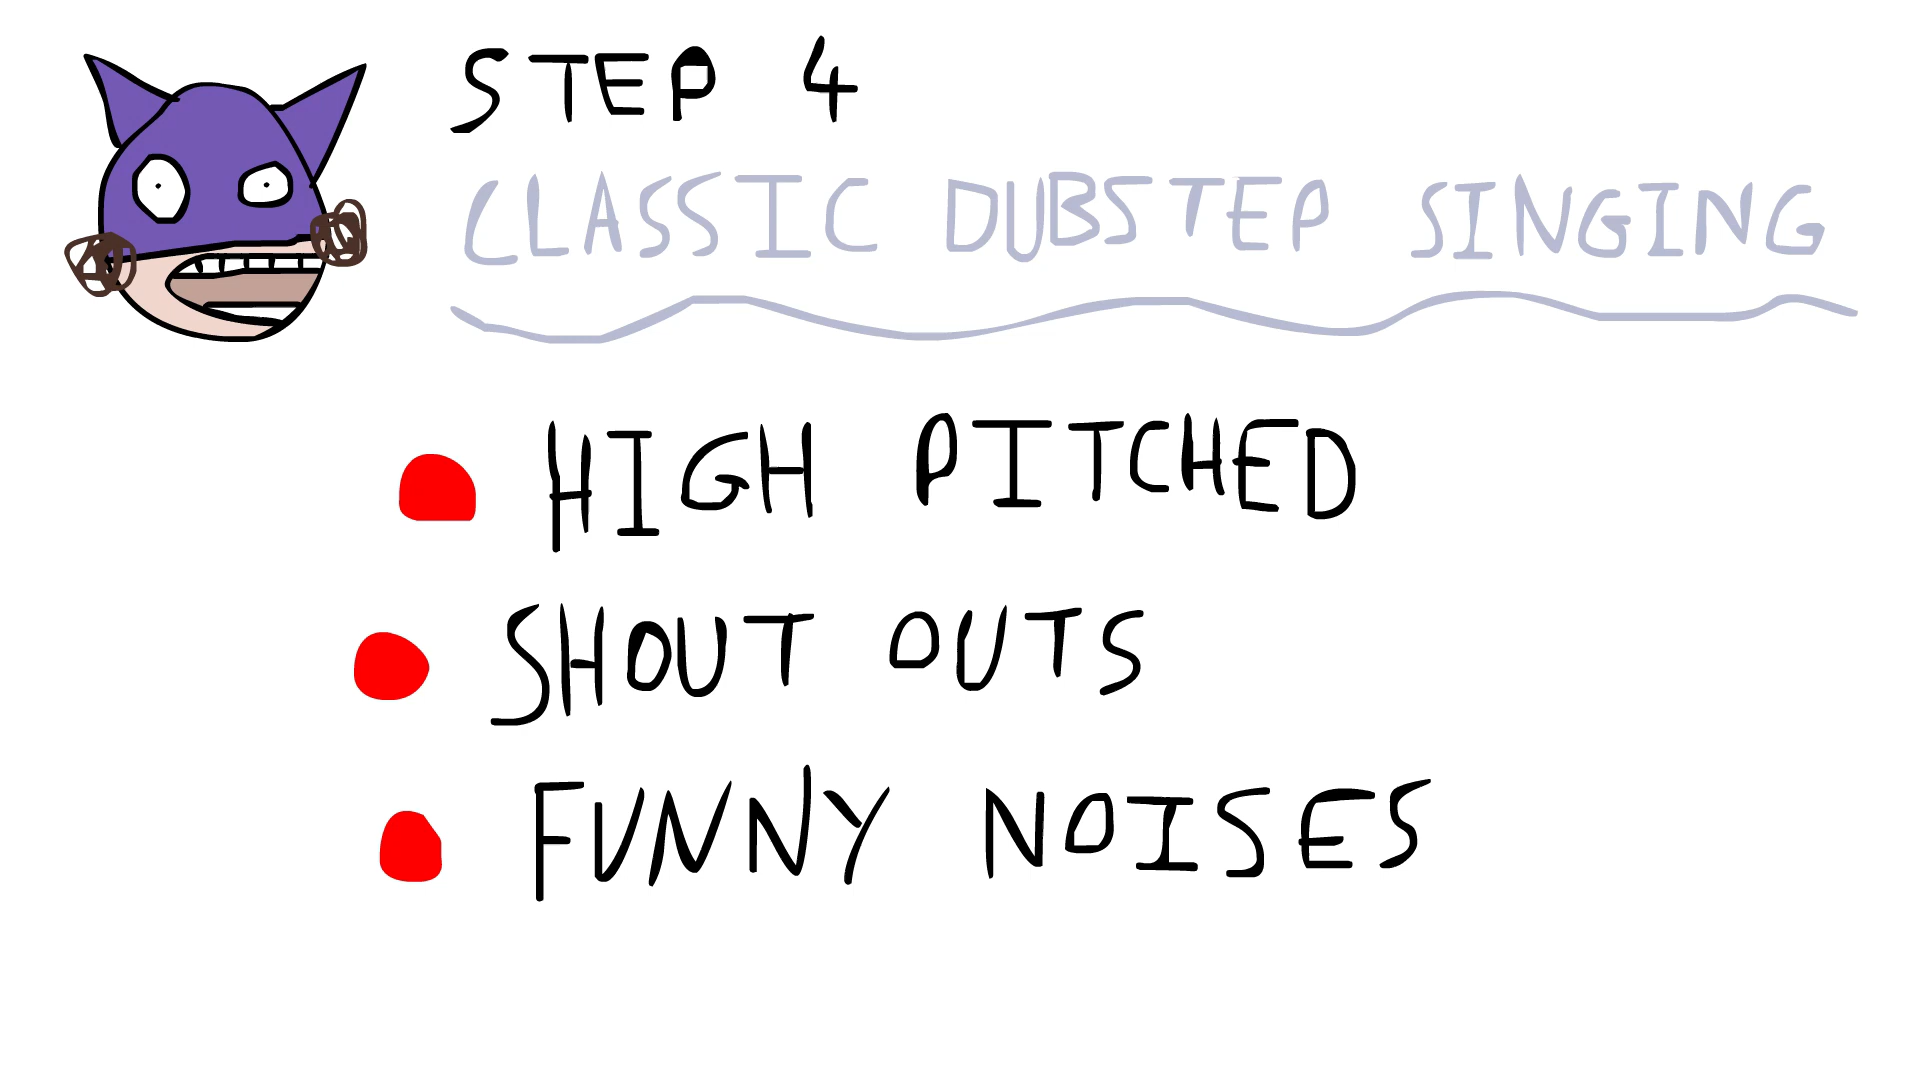 STEP 4
CLASSIC DUBSTEP SINGING
HIGH PITCHED
SHOUT OUTS
FUNNY NOISES